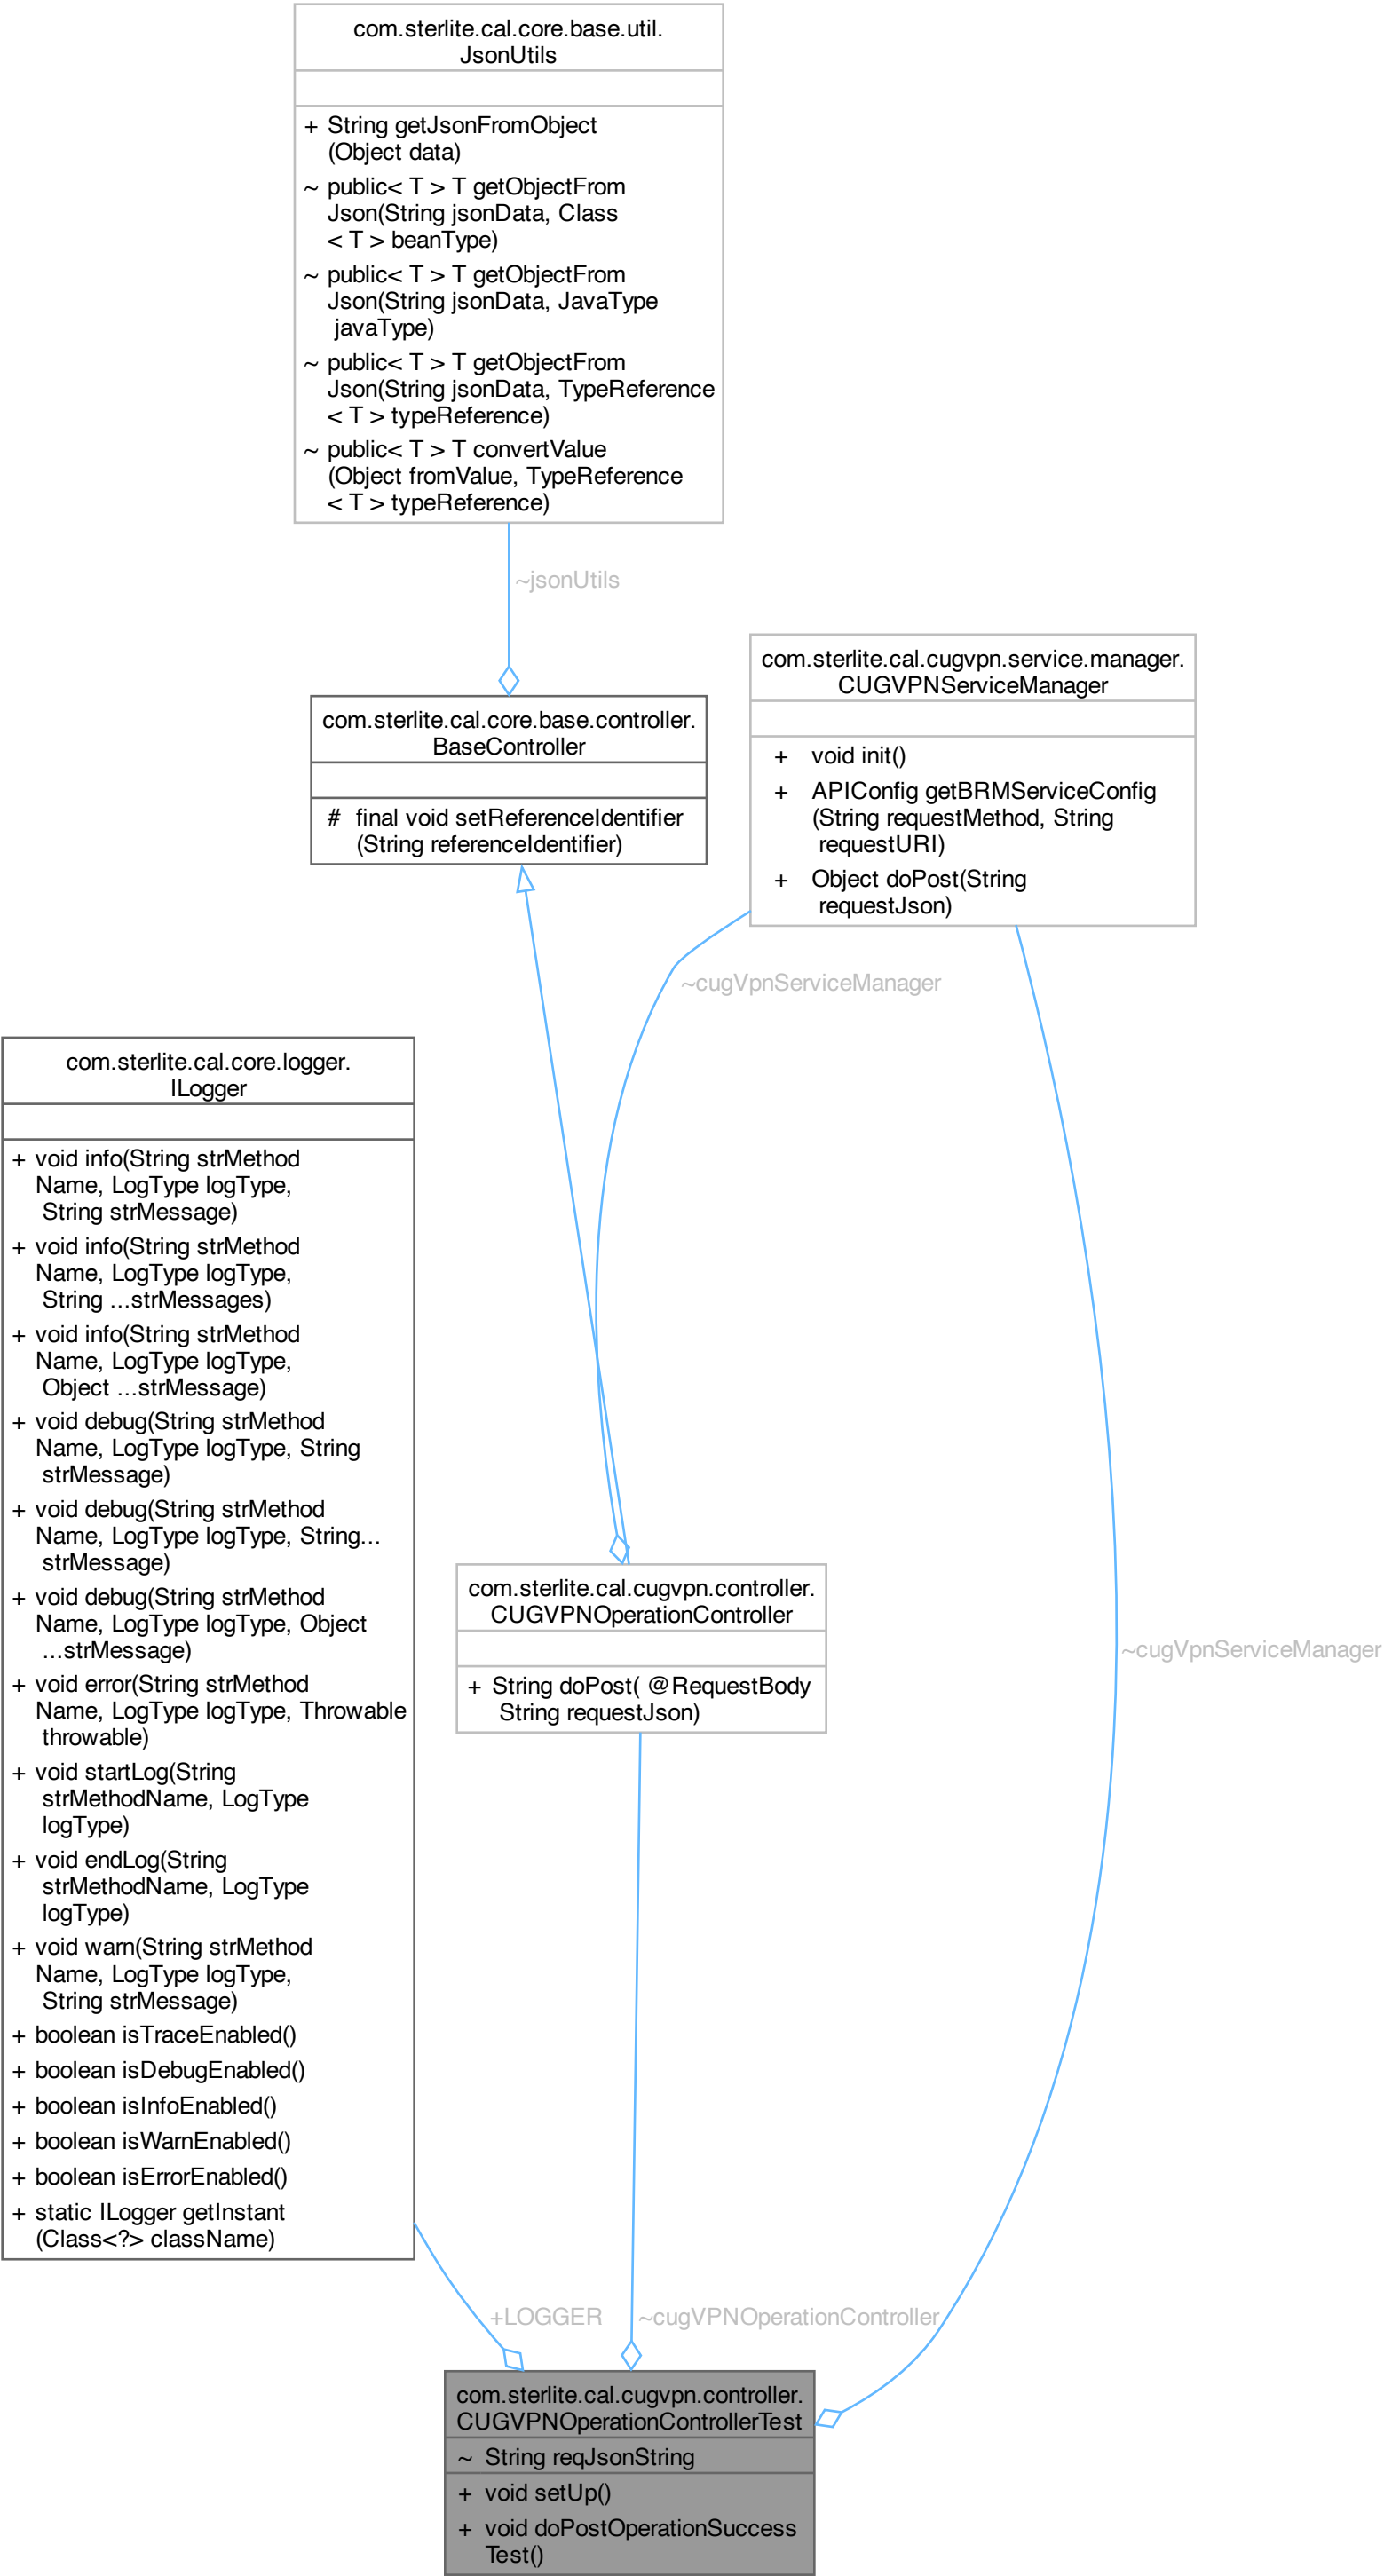 com.sterlite.cal.core.base.util.
JsonUtils
+ String getJsonFromObject
(Object data)
~ public< T > T getObjectFrom
Json(String jsonData, Class
< T > beanType)
~ public< T > T getObjectFrom
Json(String jsonData, JavaType
javaType)
~ public< T > T getObjectFrom
Json(String jsonData, TypeReference
< T > typeReference)
~ public< T > T convertValue
(Object fromValue, TypeReference
< T > typeReference)
~jsonUtils
com.sterlite.cal.core.base.controller.
BaseController
# final void setReferenceIdentifier
(String referenceIdentifier)
com.sterlite.cal.cugvpn.service.manager.
CUGVPNServiceManager
+ void init()
+ APIConfig getBRMServiceConfig
(String requestMethod, String
requestURI)
+ Object doPost(String
requestJson)
~cugVpnServiceManager
com.sterlite.cal.core.logger.
ILogger
+ void info(String strMethod
Name, LogType logType,
String strMessage)
+ void info(String strMethod
Name, LogType logType,
String ...strMessages)
+ void info(String strMethod
Name, LogType logType,
Object ...strMessage)
+ void debug(String strMethod
Name, LogType logType, String
strMessage)
+ void debug(String strMethod
Name, LogType logType, String...
strMessage)
+ void debug(String strMethod
Name, LogType logType, Object
...strMessage)
+ void error(String strMethod
Name, LogType logType, Throwable
throwable)
+ void startLog(String
strMethodName, LogType
logType)
+ void endLog(String
strMethodName, LogType
logType)
+ void warn(String strMethod
Name, LogType logType,
String strMessage)
+ boolean isTraceEnabled()
+ boolean isDebugEnabled()
+ boolean isInfoEnabled()
+ boolean isWarnEnabled()
+ boolean isErrorEnabled()
+ static ILogger getInstant
(Class<?> className)
com.sterlite.cal.cugvpn.controller.
CUGVPNOperationController
+ String doPost( @RequestBody
String requestJson)
~cugVpnServiceManager
+LOGGER
~cugVPNOperationController
com.sterlite.cal.cugvpn.controller.
CUGVPNOperationControllerTest
~ String reqJsonString
+ void setUp()
+ void doPostOperationSuccess
Test()